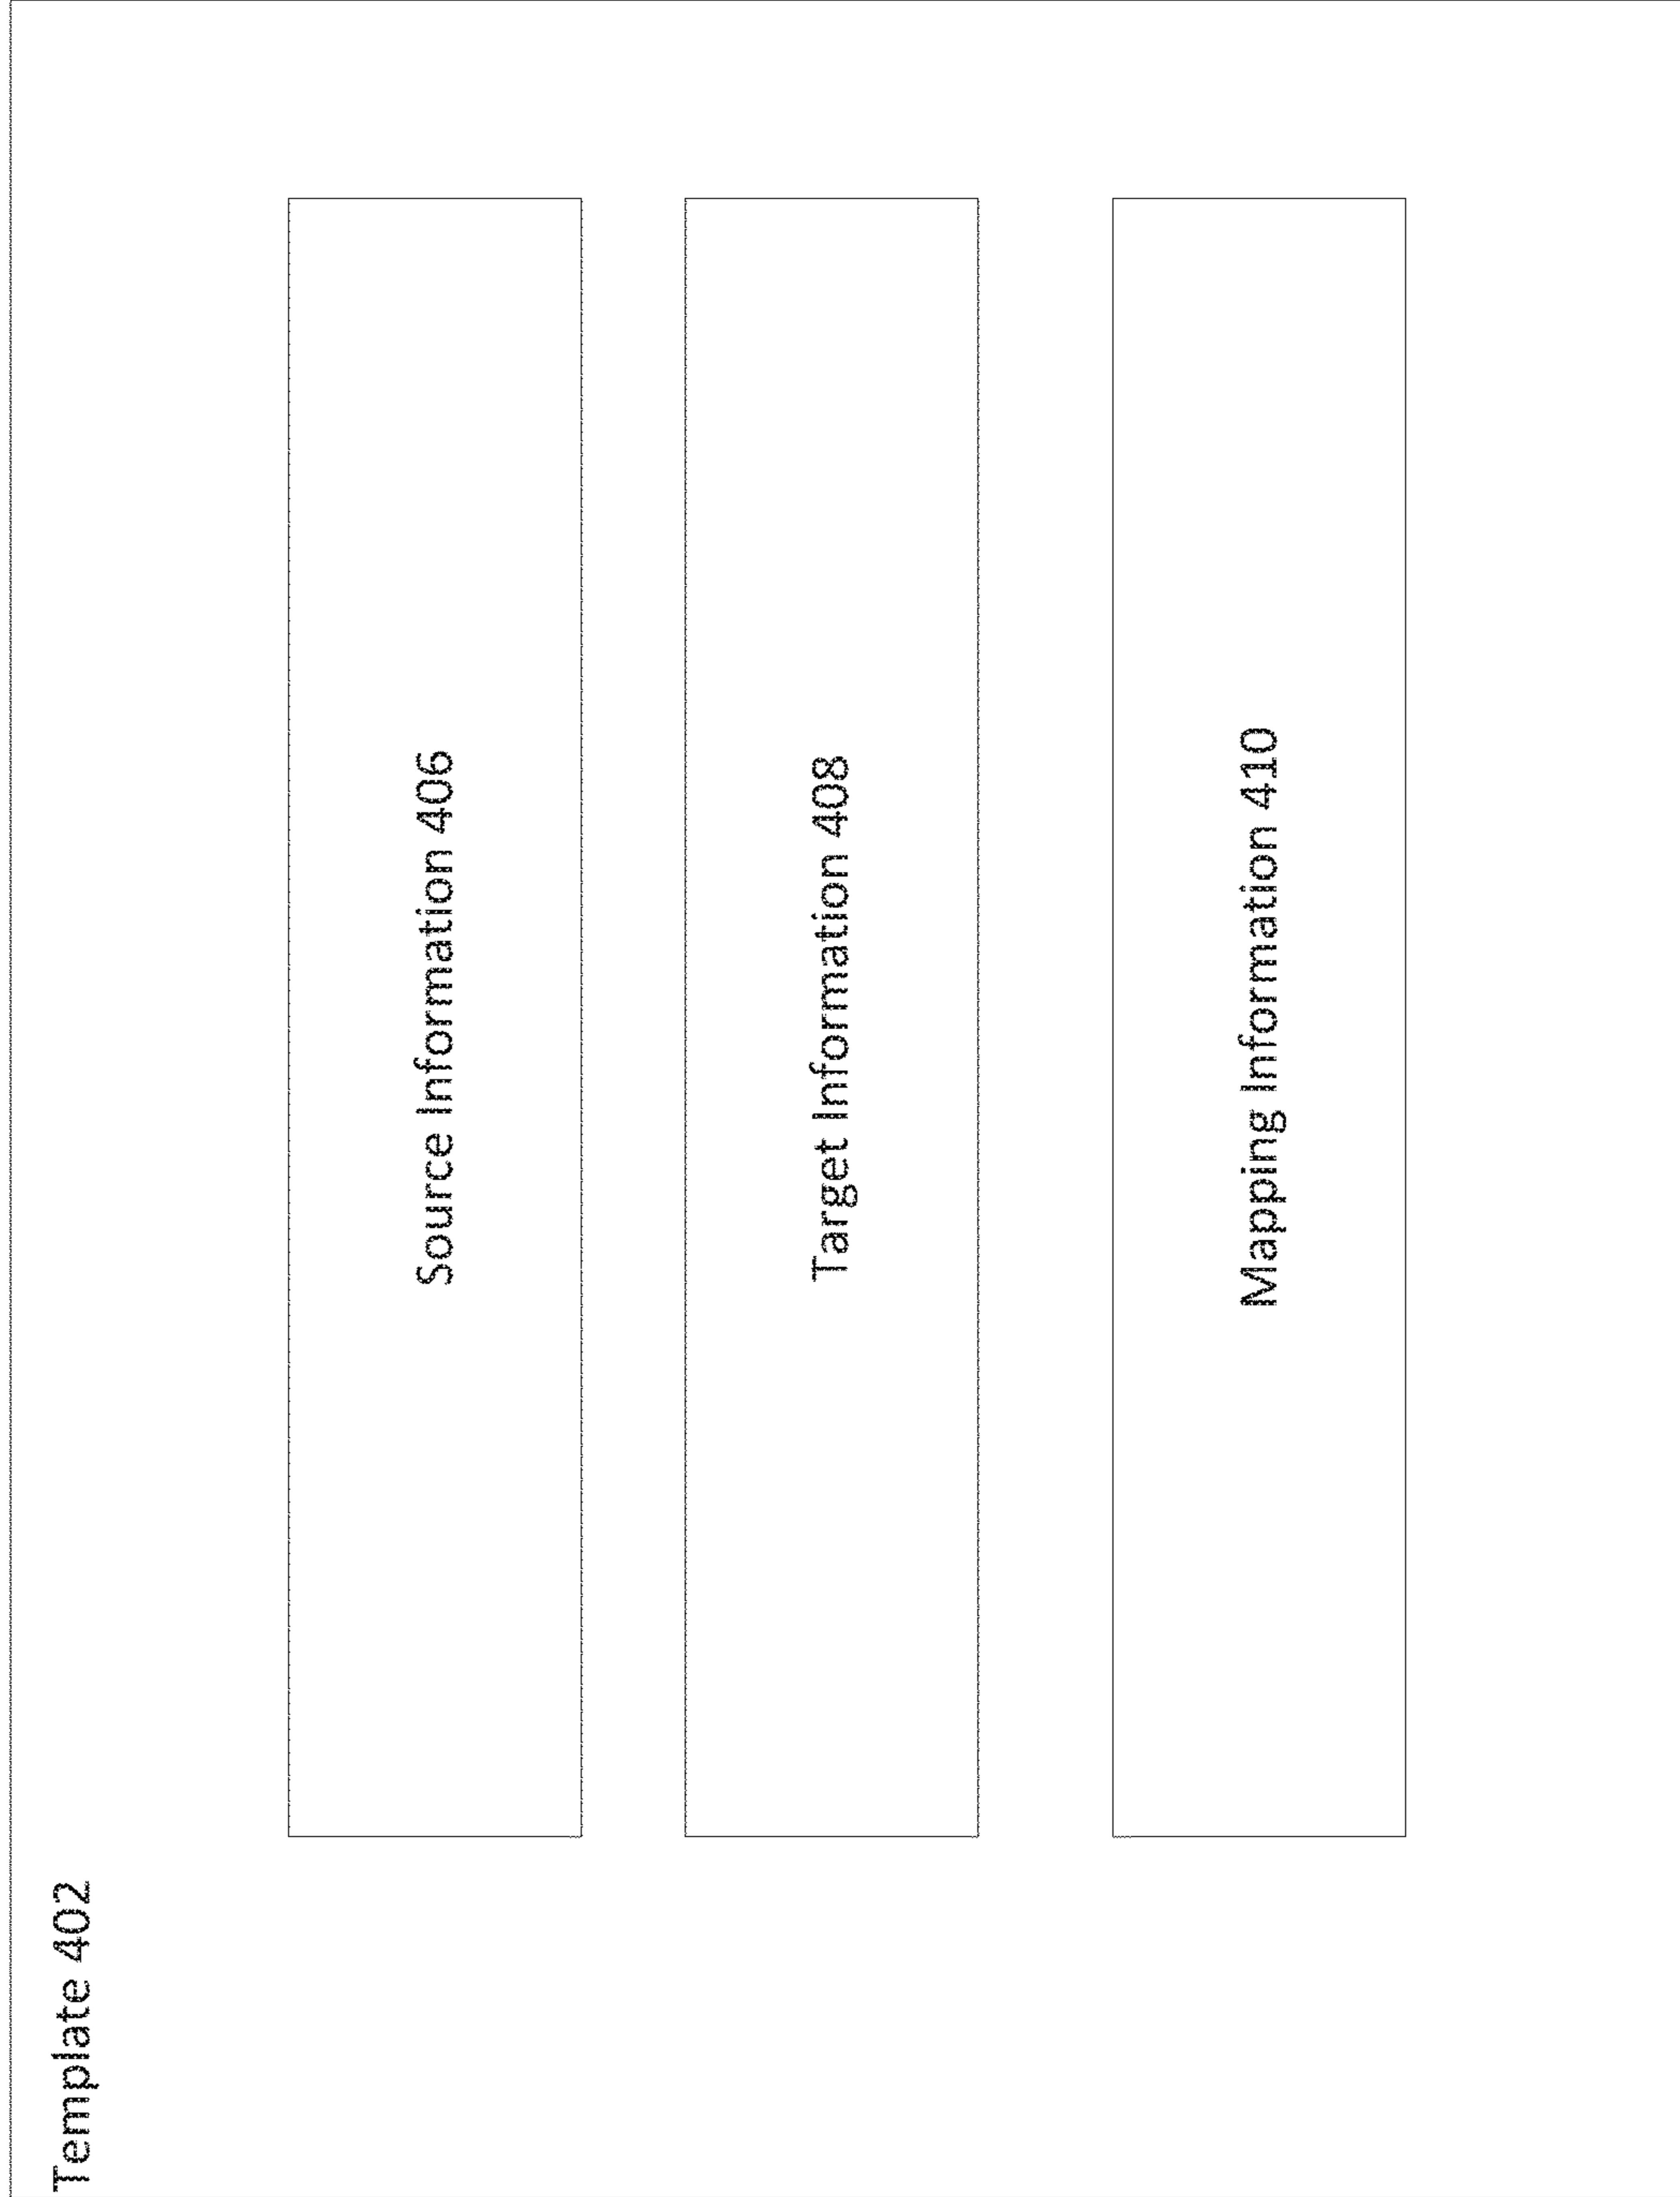 Template 402
Source Information 406
Target Information 408
Mapping Information 410